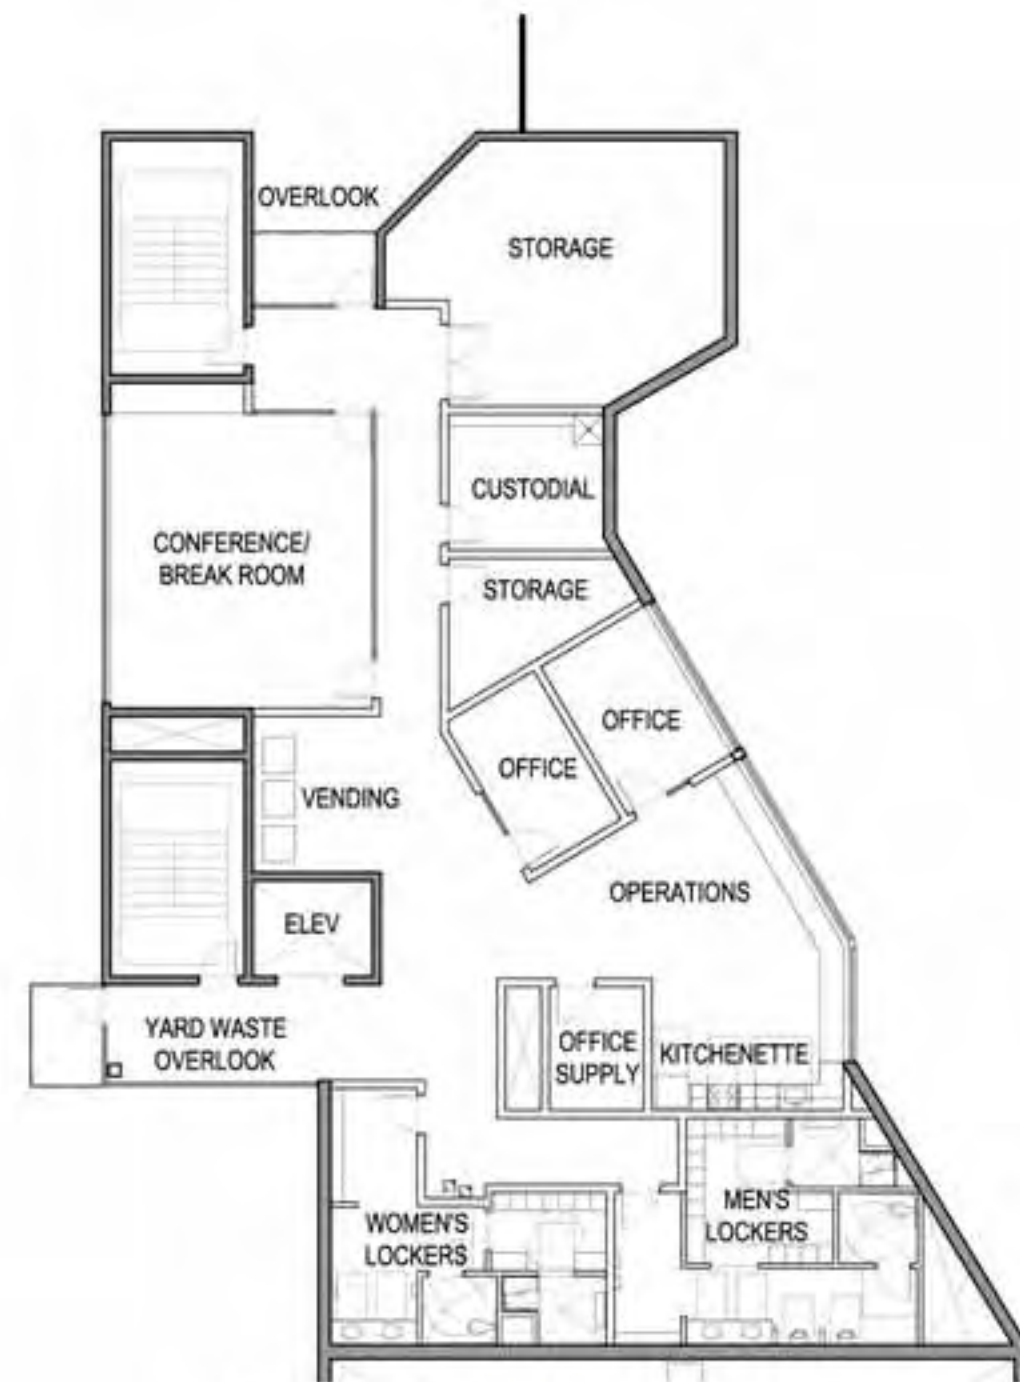 OVERLOOK
STORAGE
CUSTODIAL
CONFERENCE/
BREAK ROOM
STORAGE
OFFICE
OFFICE
VENDING
OPERATIONS
ELEV
YARD WASTE
OVERLOOK
OFFICE
SUPPLY
KITCHENETTE
MEN'S
LOCKERS
WOMEN'S
LOCKERS